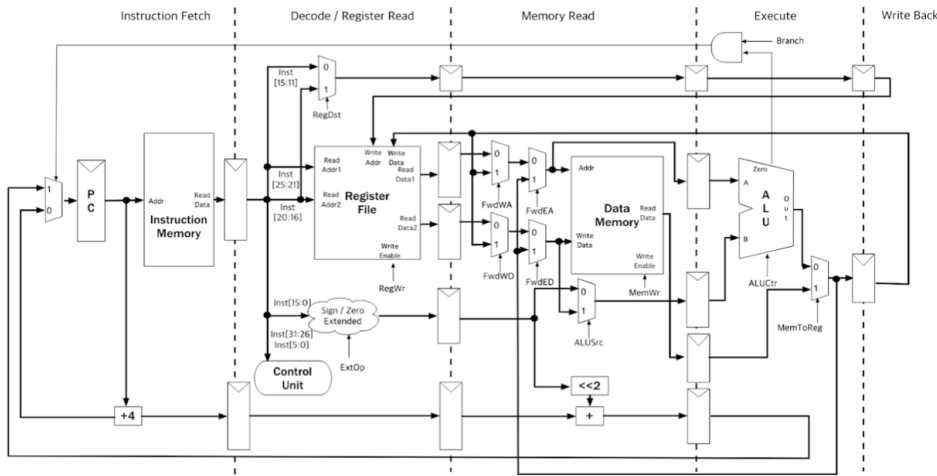 Instruction Fetch
Decode / Register Read
Memory Read
Execute
Write Back
Branch
Inst
[15:11]
0
1
RegDst
Write
Addr
Write
Data
Read
Addr1
Read
Data1
Inst
[25:21]
Register
File
Read
Addr2
Read
Data2
Inst
[20:16]
Write
Enable
RegWr
1
0
P
C
Addr
Read
Data
Instruction
Memory
0
1
FwdWA
0
1
FwdEA
0
1
FwdWD
0
1
FwdED
Addr
Data
Memory
Read
Data
Write
Data
Write
Enable
MemWr
0
1
ALUSrc
Zero
A
B
A
L
U
Out
ALUCtr
0
1
MemToReg
Inst[15:0]
Sign / Zero
Extended
ExtOp
Inst[31:26]
Inst[5:0]
Control
Unit
<<2
+4
+